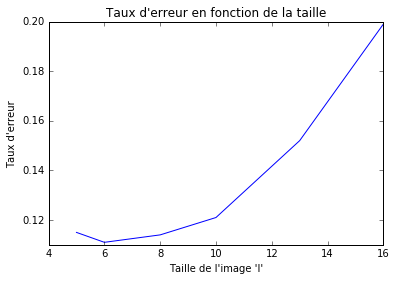 Taux d'erreur en fonction de la taille
0.20
0.18
0.16
0.14
0.12
Taux d'erreur
4 6 8 10 12 14 16
Taille de l'image 'l'